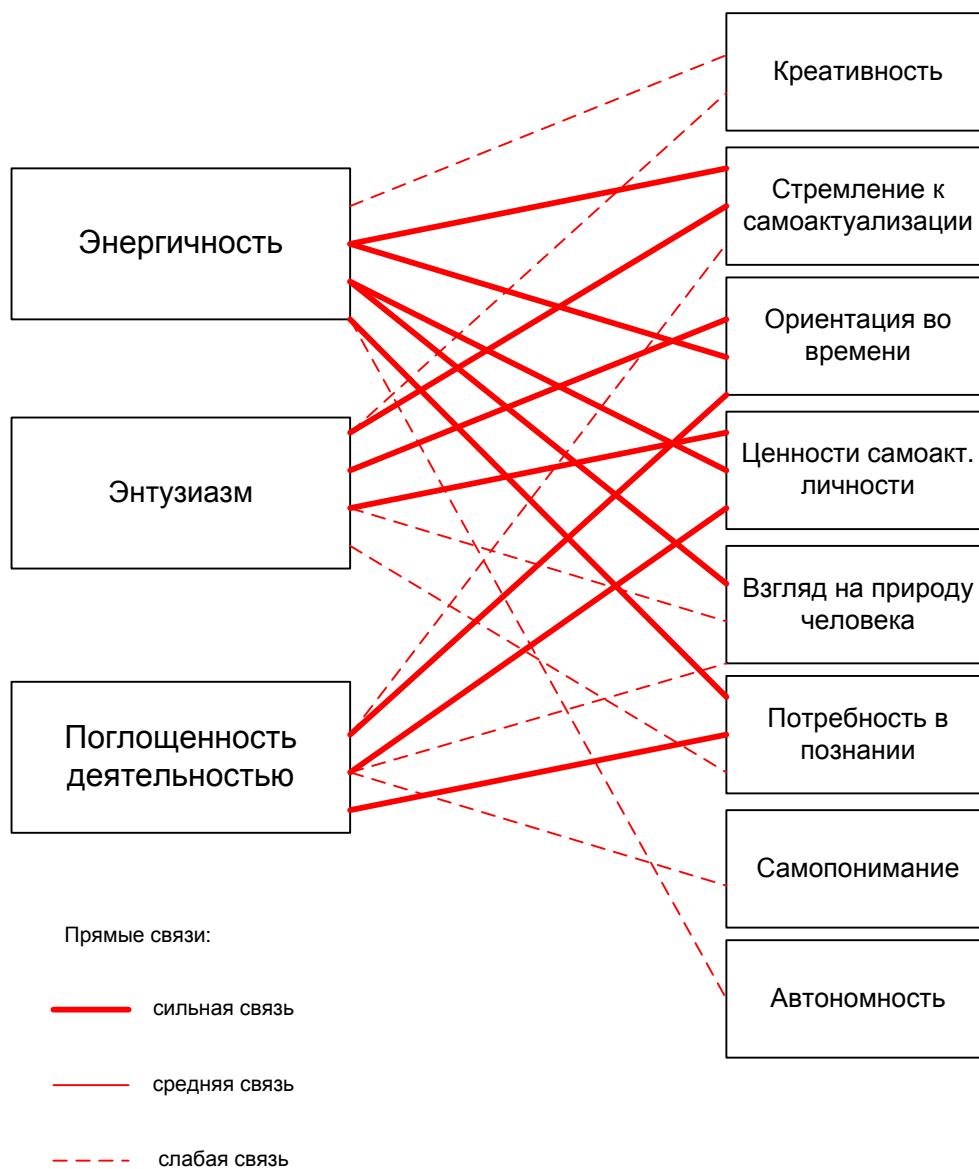 Креативность
Стремление к
самоактуализации
Энергичность
Ориентация во
времени
Ценности самоакт.
личности
Энтузиазм
Взгляд на природу
человека
Поглощенность
деятельностью
Потребность в
познании
Самопонимание
Автономность
Прямые связи:
сильная связь
средняя связь
слабая связь